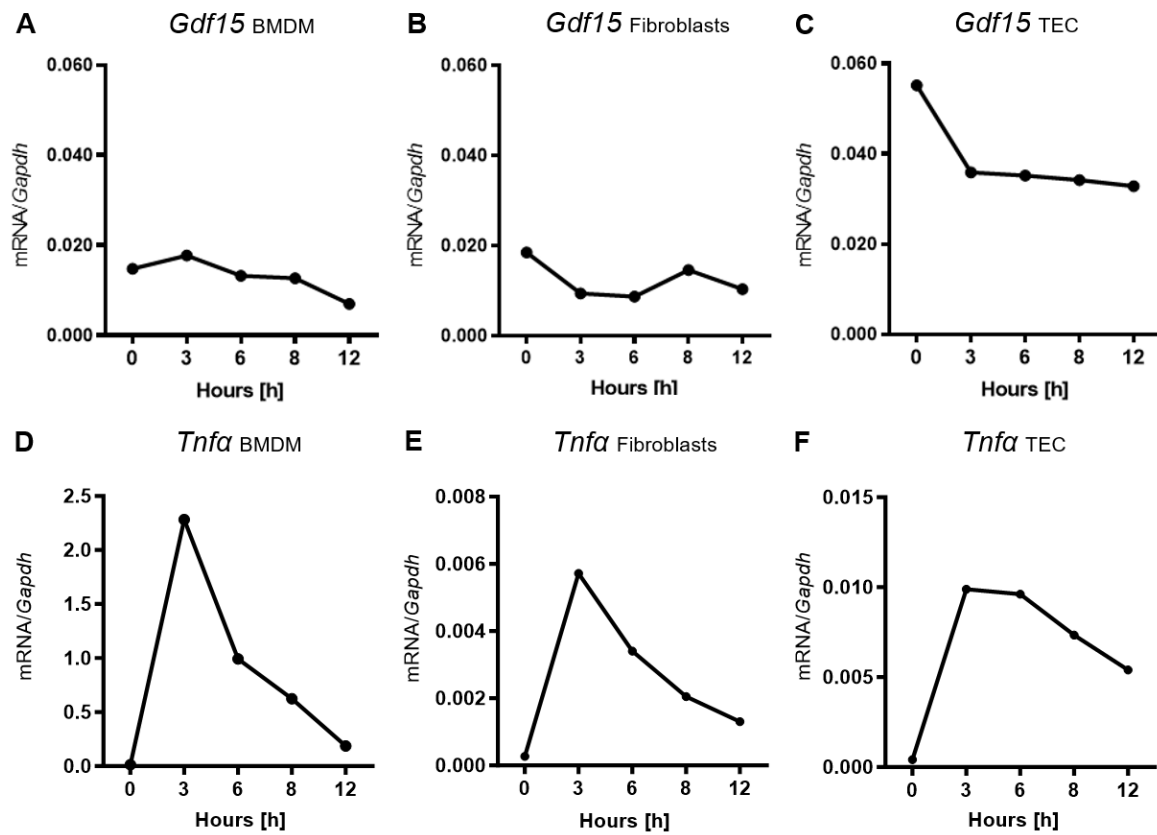 A Gdf15 BMDM
0.060
0.040
0.020
0.000
mRNA/Gapdh
0 3 6 8 12
Hours [h]
B Gdf15 Fibroblasts
0.060
0.040
0.020
0.000
mRNA/Gapdh
0 3 6 8 12
Hours [h]
C Gdf15 TEC
0.060
0.040
0.020
0.000
mRNA/Gapdh
0 3 6 8 12
Hours [h]
D Tnfα BMDM
2.5
2.0
1.5
1.0
0.5
0.0
mRNA/Gapdh
0 3 6 8 12
Hours [h]
E Tnfα Fibroblasts
0.008
0.006
0.004
0.002
0.000
mRNA/Gapdh
0 3 6 8 12
Hours [h]
F Tnfα TEC
0.015
0.010
0.005
0.000
mRNA/Gapdh
0 3 6 8 12
Hours [h]